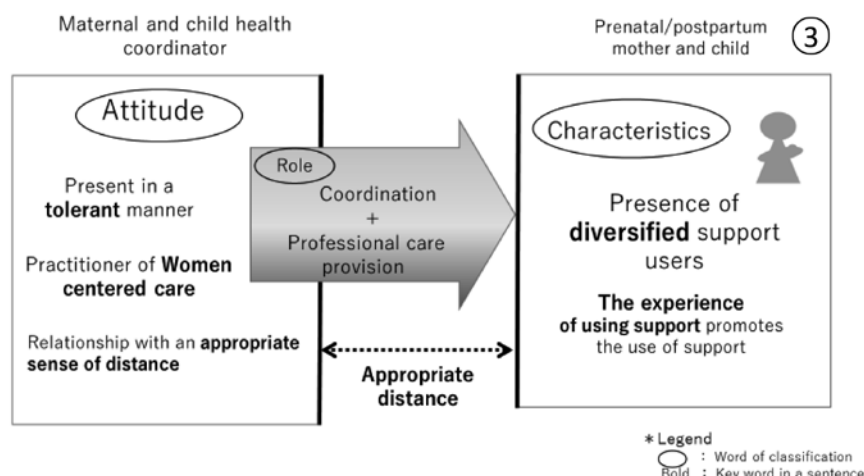 Maternal and child health
coordinator
Prenatal/postpartum
mother and child
③
Attitude
Present in a
tolerant manner
Practitioner of Women
centered care
Relationship with an appropriate
sense of distance
Role
Coordination
+
Professional care
provision
Appropriate
distance
Characteristics
Presence of
diversified support
users
The experience
of using support promotes
the use of support
* Legend
: Word of classification
Bold : Key word in a sentence